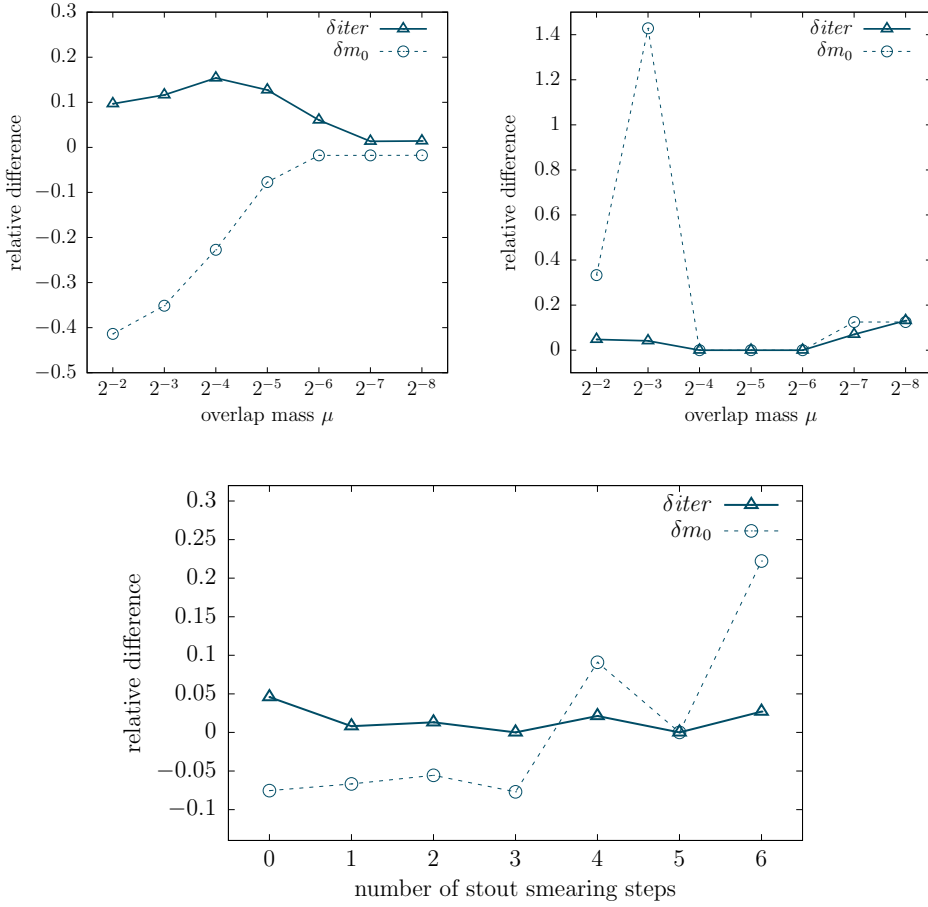 0.3
0.2
0.1
0
−0.1
−0.2
−0.3
−0.4
−0.5
relative difference
δiter
δm₀
2⁻² 2⁻³ 2⁻⁴ 2⁻⁵ 2⁻⁶ 2⁻⁷ 2⁻⁸
overlap mass μ
1.4
1.2
1
0.8
0.6
0.4
0.2
0
relative difference
δiter
δm₀
2⁻² 2⁻³ 2⁻⁴ 2⁻⁵ 2⁻⁶ 2⁻⁷ 2⁻⁸
overlap mass μ
0.3
0.25
0.2
0.15
0.1
0.05
0
−0.05
−0.1
relative difference
δiter
δm₀
0 1 2 3 4 5 6
number of stout smearing steps